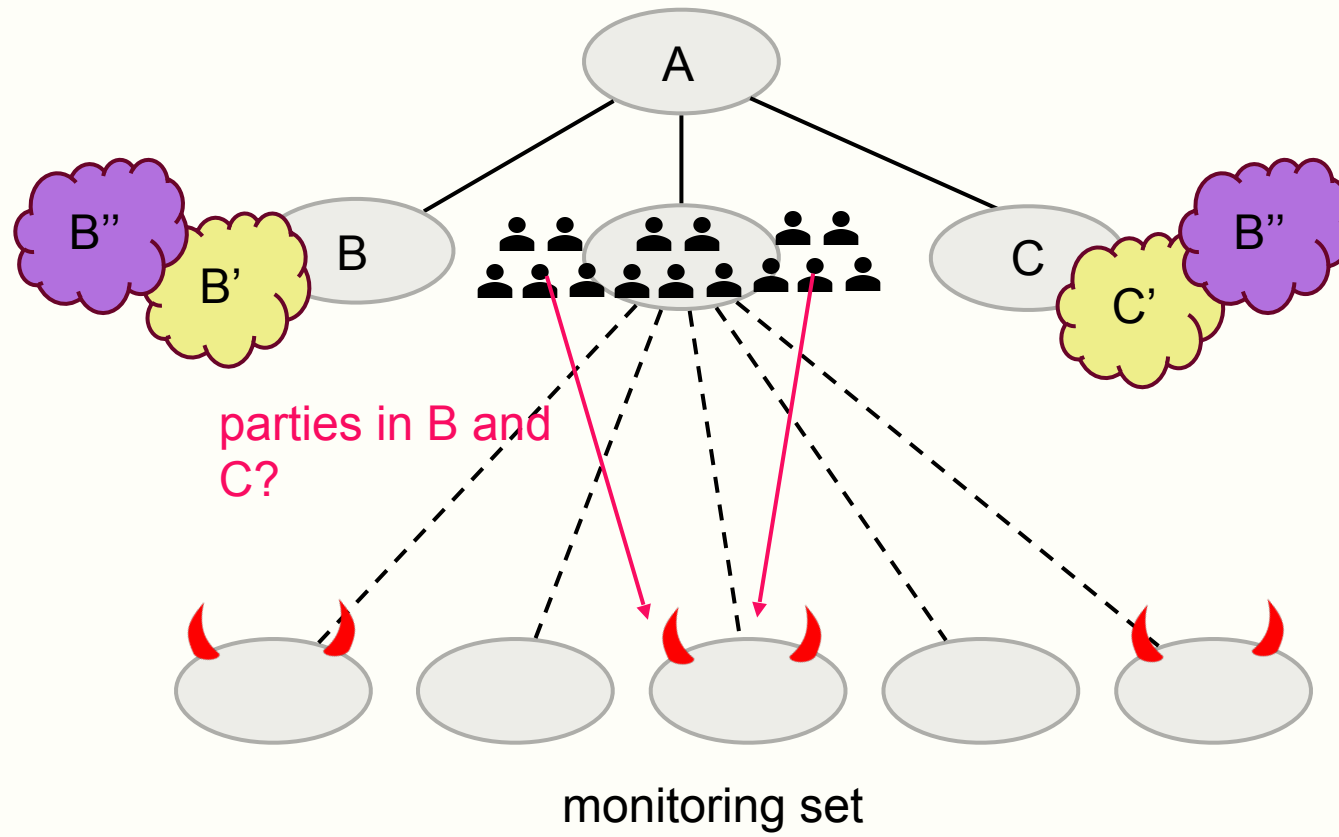 A
B’’
B’
B
C
C’
B’’
parties in B and
C?
monitoring set